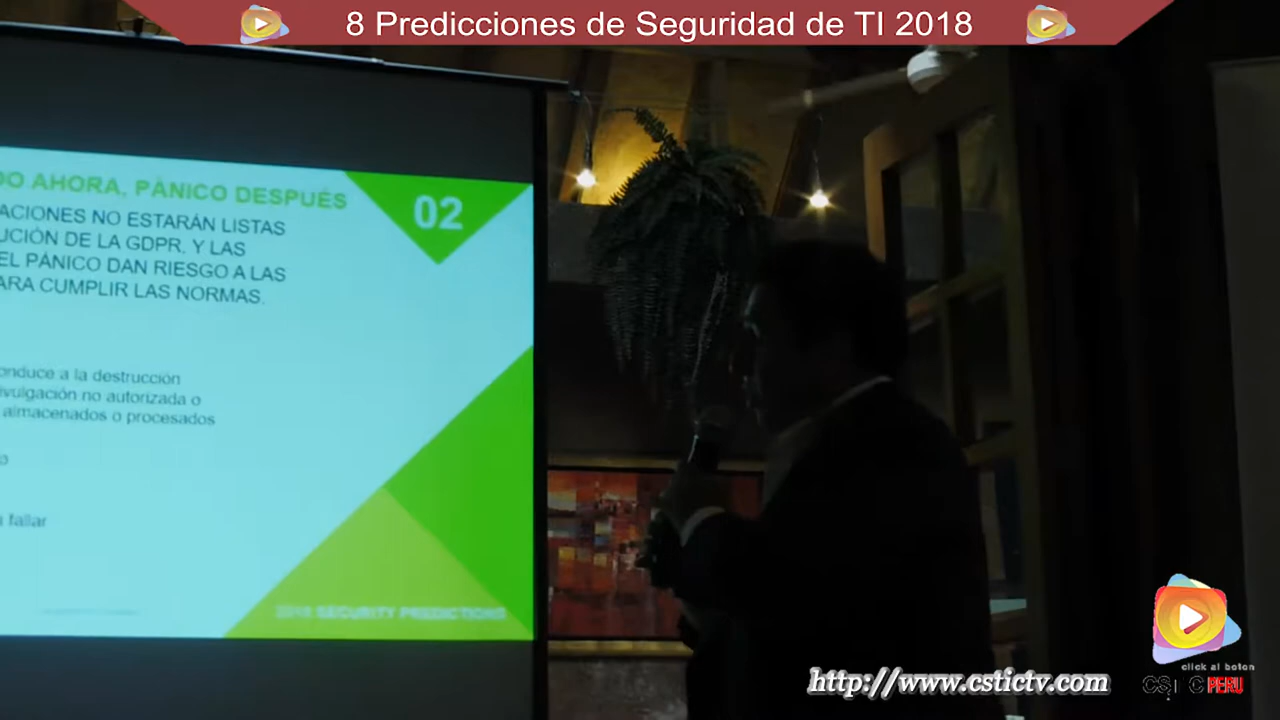 8 Predicciones de Seguridad de TI 2018
DO AHORA, PÁNICO DESPUÉS
02
ACIONES NO ESTARÁN LISTAS
UCIÓN DE LA GDPR. Y LAS
EL PÁNICO DAN RIESGO A LAS
ARA CUMPLIR LAS NORMAS.
onduce a la destrucción
ivulgación no autorizada o
almacenados o procesados
o
a fallar
2018 SECURITY PREDICTIONS
http://www.cstictv.com
click al boton
PERU